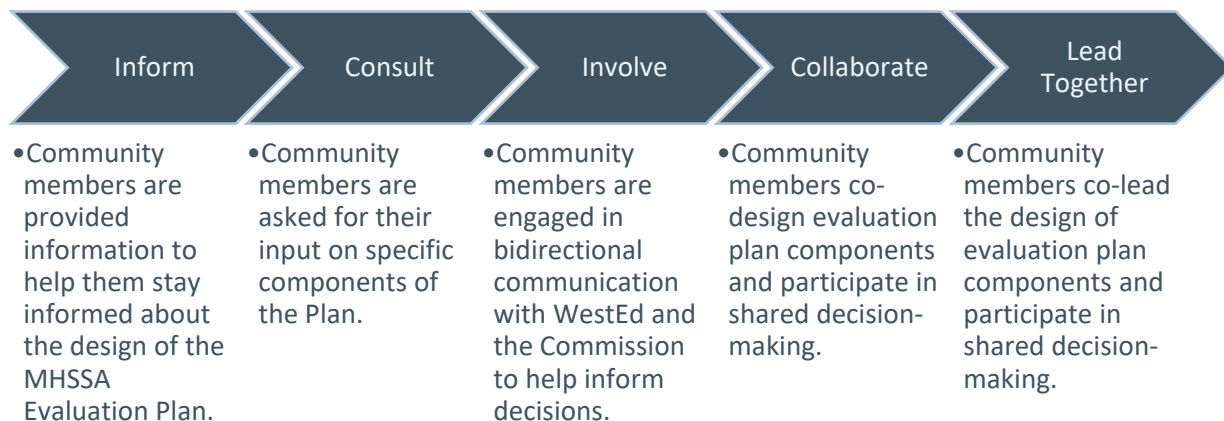 Inform
Consult
Involve
Collaborate
Lead
Together
•Community
members are
provided
information to
help them stay
informed about
the design of the
MHSSA
Evaluation Plan.
•Community
members are
asked for their
input on specific
components of
the Plan.
•Community
members are
engaged in
bidirectional
communication
with WestEd and
the Commission
to help inform
decisions.
•Community
members co-
design evaluation
plan components
and participate in
shared decision-
making.
•Community
members co-lead
the design of
evaluation plan
components and
participate in
shared decision-
making.